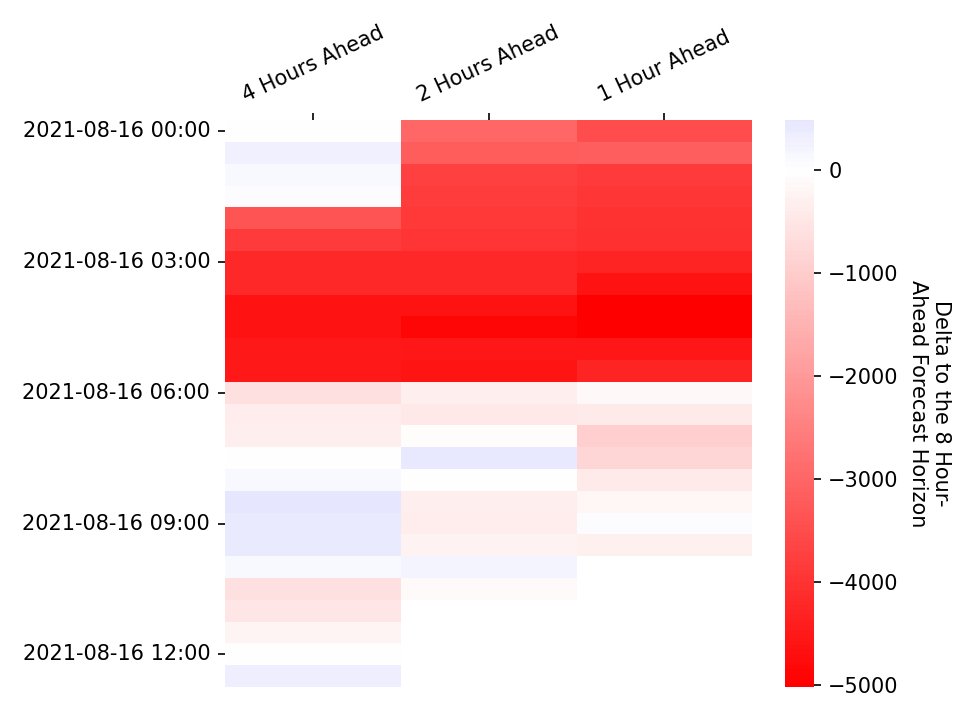 4 Hours Ahead
2 Hours Ahead
1 Hour Ahead
2021-08-16 00:00
2021-08-16 03:00
2021-08-16 06:00
2021-08-16 09:00
2021-08-16 12:00
0
−1000
−2000
−3000
−4000
−5000
Delta to the 8 Hour-
Ahead Forecast Horizon